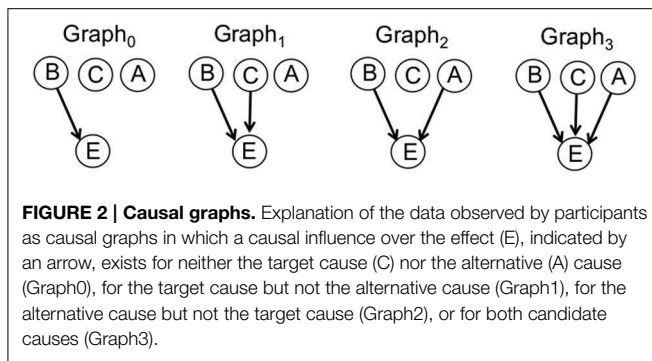 Graph₀ Graph₁ Graph₂ Graph₃
B C A B C A B C A B C A
E E E E
FIGURE 2 | Causal graphs. Explanation of the data observed by participants
as causal graphs in which a causal influence over the effect (E), indicated by
an arrow, exists for neither the target cause (C) nor the alternative (A) cause
(Graph0), for the target cause but not the alternative cause (Graph1), for the
alternative cause but not the target cause (Graph2), or for both candidate
causes (Graph3).